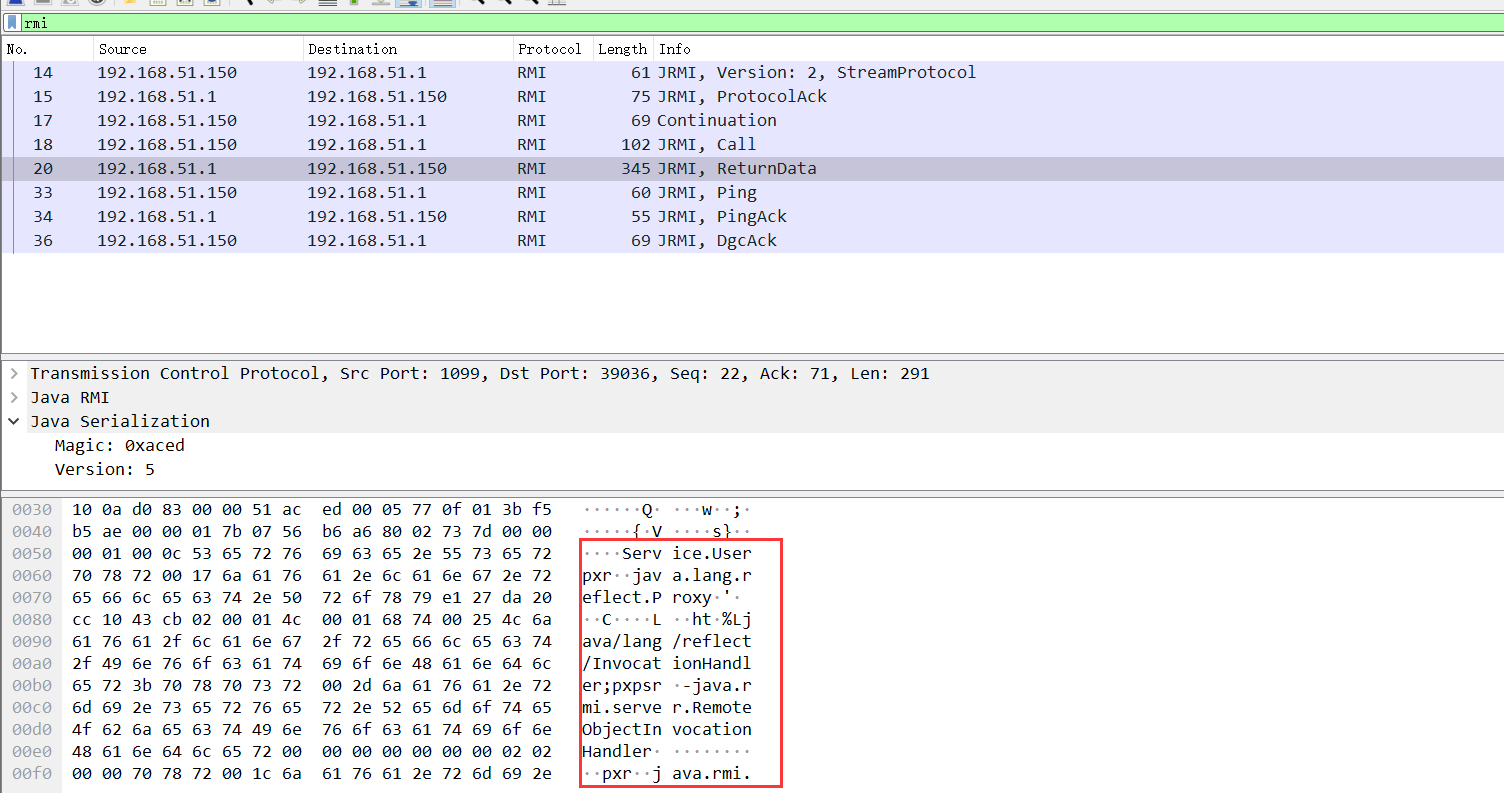 rmi
No. Source Destination Protocol Length Info
14 192.168.51.150 192.168.51.1 RMI 61 JRMI, Version: 2, StreamProtocol
15 192.168.51.1 192.168.51.150 RMI 75 JRMI, ProtocolAck
17 192.168.51.150 192.168.51.1 RMI 69 Continuation
18 192.168.51.150 192.168.51.1 RMI 102 JRMI, Call
20 192.168.51.1 192.168.51.150 RMI 345 JRMI, ReturnData
33 192.168.51.150 192.168.51.1 RMI 60 JRMI, Ping
34 192.168.51.1 192.168.51.150 RMI 55 JRMI, PingAck
36 192.168.51.150 192.168.51.1 RMI 69 JRMI, DgcAck
Transmission Control Protocol, Src Port: 1099, Dst Port: 39036, Seq: 22, Ack: 71, Len: 291
Java RMI
Java Serialization
Magic: 0xaced
Version: 5
0030 10 0a d0 83 00 00 51 ac ed 00 05 77 0f 01 3b f5 ······Q· ···w··;·
0040 b5 ae 00 00 01 7b 07 56 b6 a6 80 02 73 7d 00 00 ·····{·V ····s}··
0050 00 01 00 0c 53 65 72 76 69 63 65 2e 55 73 65 72 ····Serv ice.User
0060 70 78 72 00 17 6a 61 76 61 2e 6c 61 6e 67 2e 72 pxr··jav a.lang.r
0070 65 66 6c 65 63 74 2e 50 72 6f 78 79 e1 27 da 20 eflect.P roxy·'·
0080 cc 10 43 cb 02 00 01 4c 00 01 68 74 00 25 4c 6a ··C····L ··ht·%Lj
0090 61 76 61 2f 6c 61 6e 67 2f 72 65 66 6c 65 63 74 ava/lang /reflect
00a0 2f 49 6e 76 6f 63 61 74 69 6f 6e 48 61 6e 64 6c /Invocat ionHandl
00b0 65 72 3b 70 78 70 73 72 00 2d 6a 61 76 61 2e 72 er;pxpsr ·-java.r
00c0 6d 69 2e 73 65 72 76 65 72 2e 52 65 6d 6f 74 65 mi.serve r.Remote
00d0 4f 62 6a 65 63 74 49 6e 76 6f 63 61 74 69 6f 6e ObjectIn vocation
00e0 48 61 6e 64 6c 65 72 00 00 00 00 00 00 00 02 02 Handler· ········
00f0 00 00 70 78 72 00 1c 6a 61 76 61 2e 72 6d 69 2e ··pxr··j ava.rmi.